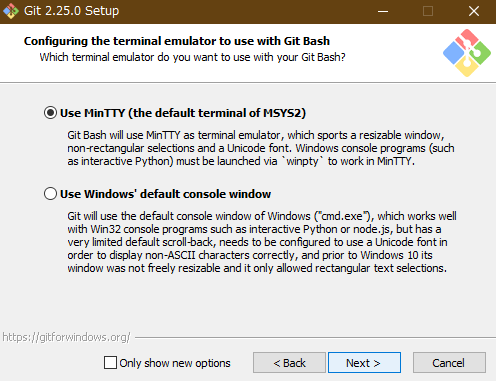 Git 2.25.0 Setup
Configuring the terminal emulator to use with Git Bash
Which terminal emulator do you want to use with your Git Bash?
Use MinTTY (the default terminal of MSYS2)
Git Bash will use MinTTY as terminal emulator, which sports a resizable window,
non-rectangular selections and a Unicode font. Windows console programs (such
as interactive Python) must be launched via `winpty` to work in MinTTY.
Use Windows' default console window
Git will use the default console window of Windows ("cmd.exe"), which works well
with Win32 console programs such as interactive Python or node.js, but has a
very limited default scroll-back, needs to be configured to use a Unicode font in
order to display non-ASCII characters correctly, and prior to Windows 10 its
window was not freely resizable and it only allowed rectangular text selections.
https://gitforwindows.org/
Only show new options
< Back
Next >
Cancel